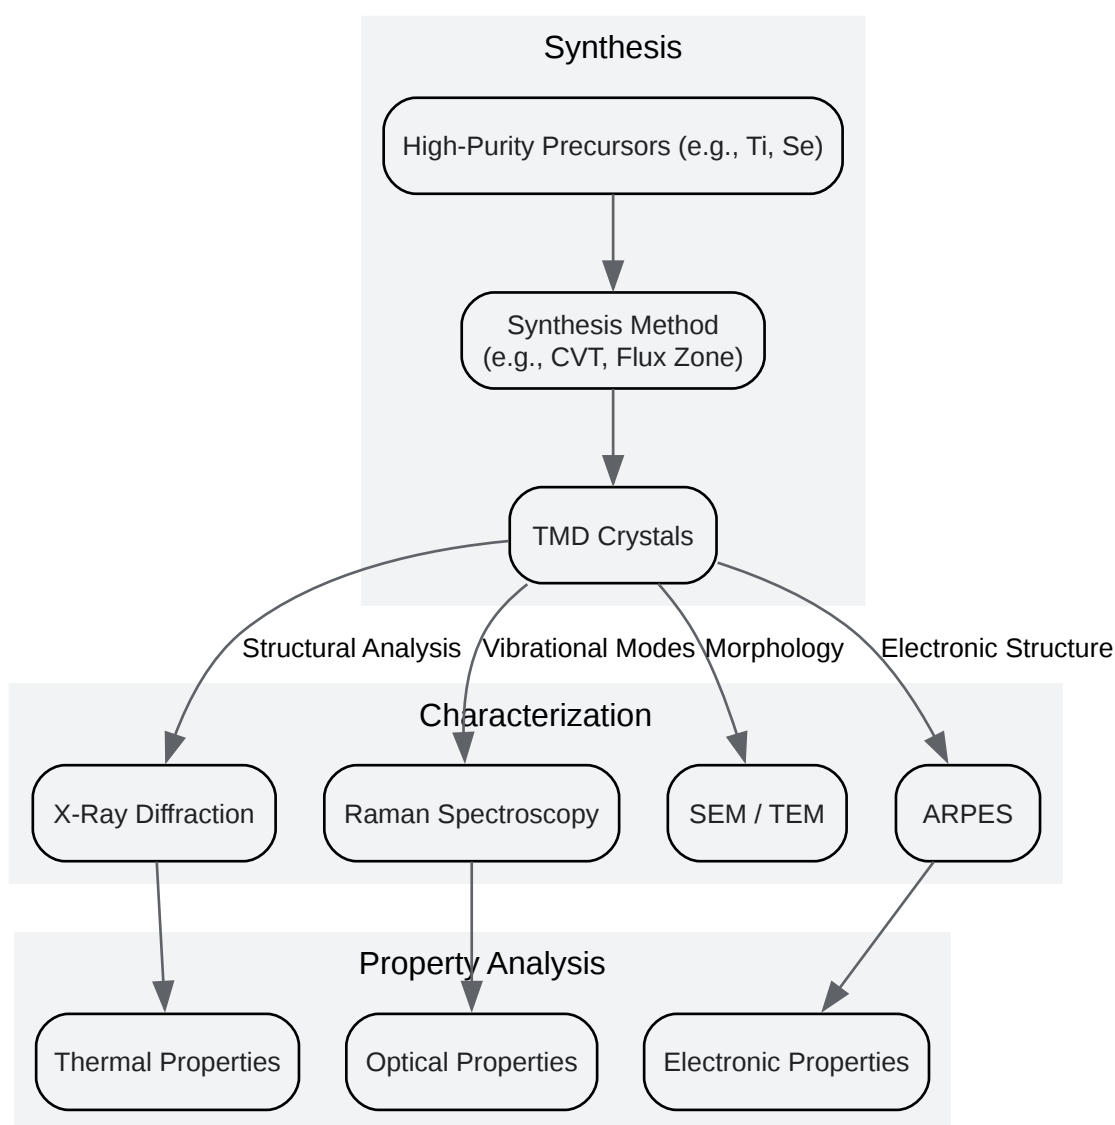 Synthesis
High-Purity Precursors (e.g., Ti, Se)
Synthesis Method
(e.g., CVT, Flux Zone)
TMD Crystals
Structural Analysis
Vibrational Modes
Morphology
Electronic Structure
Characterization
X-Ray Diffraction
Raman Spectroscopy
SEM / TEM
ARPES
Property Analysis
Thermal Properties
Optical Properties
Electronic Properties